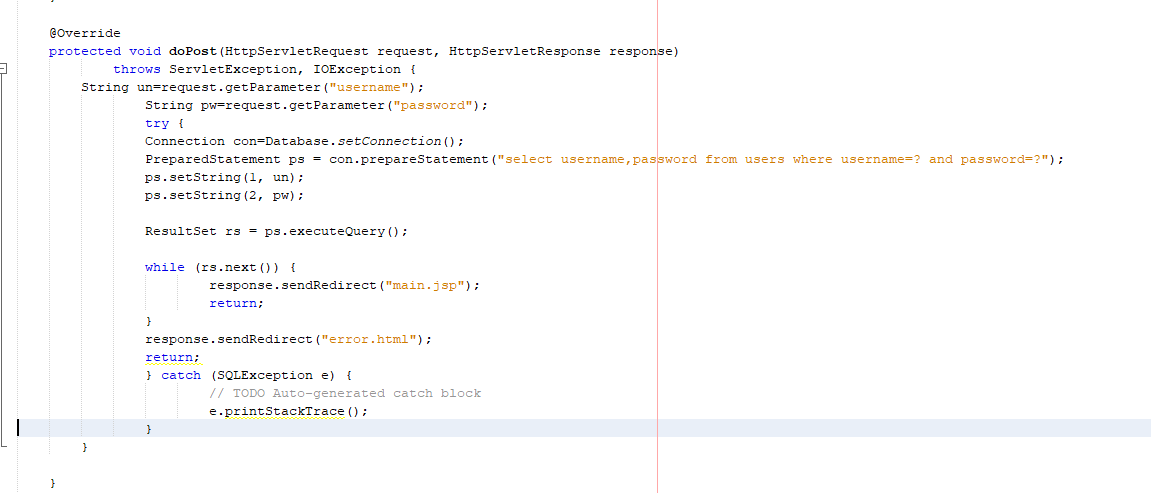 @Override
protected void doPost(HttpServletRequest request, HttpServletResponse response)
throws ServletException, IOException {
String un=request.getParameter("username");
String pw=request.getParameter("password");
try {
Connection con=Database.setConnection();
PreparedStatement ps = con.prepareStatement("select username,password from users where username=? and password=?");
ps.setString(1, un);
ps.setString(2, pw);
ResultSet rs = ps.executeQuery();
while (rs.next()) {
response.sendRedirect("main.jsp");
return;
}
response.sendRedirect("error.html");
return;
} catch (SQLException e) {
// TODO Auto-generated catch block
e.printStackTrace();
}
}
}